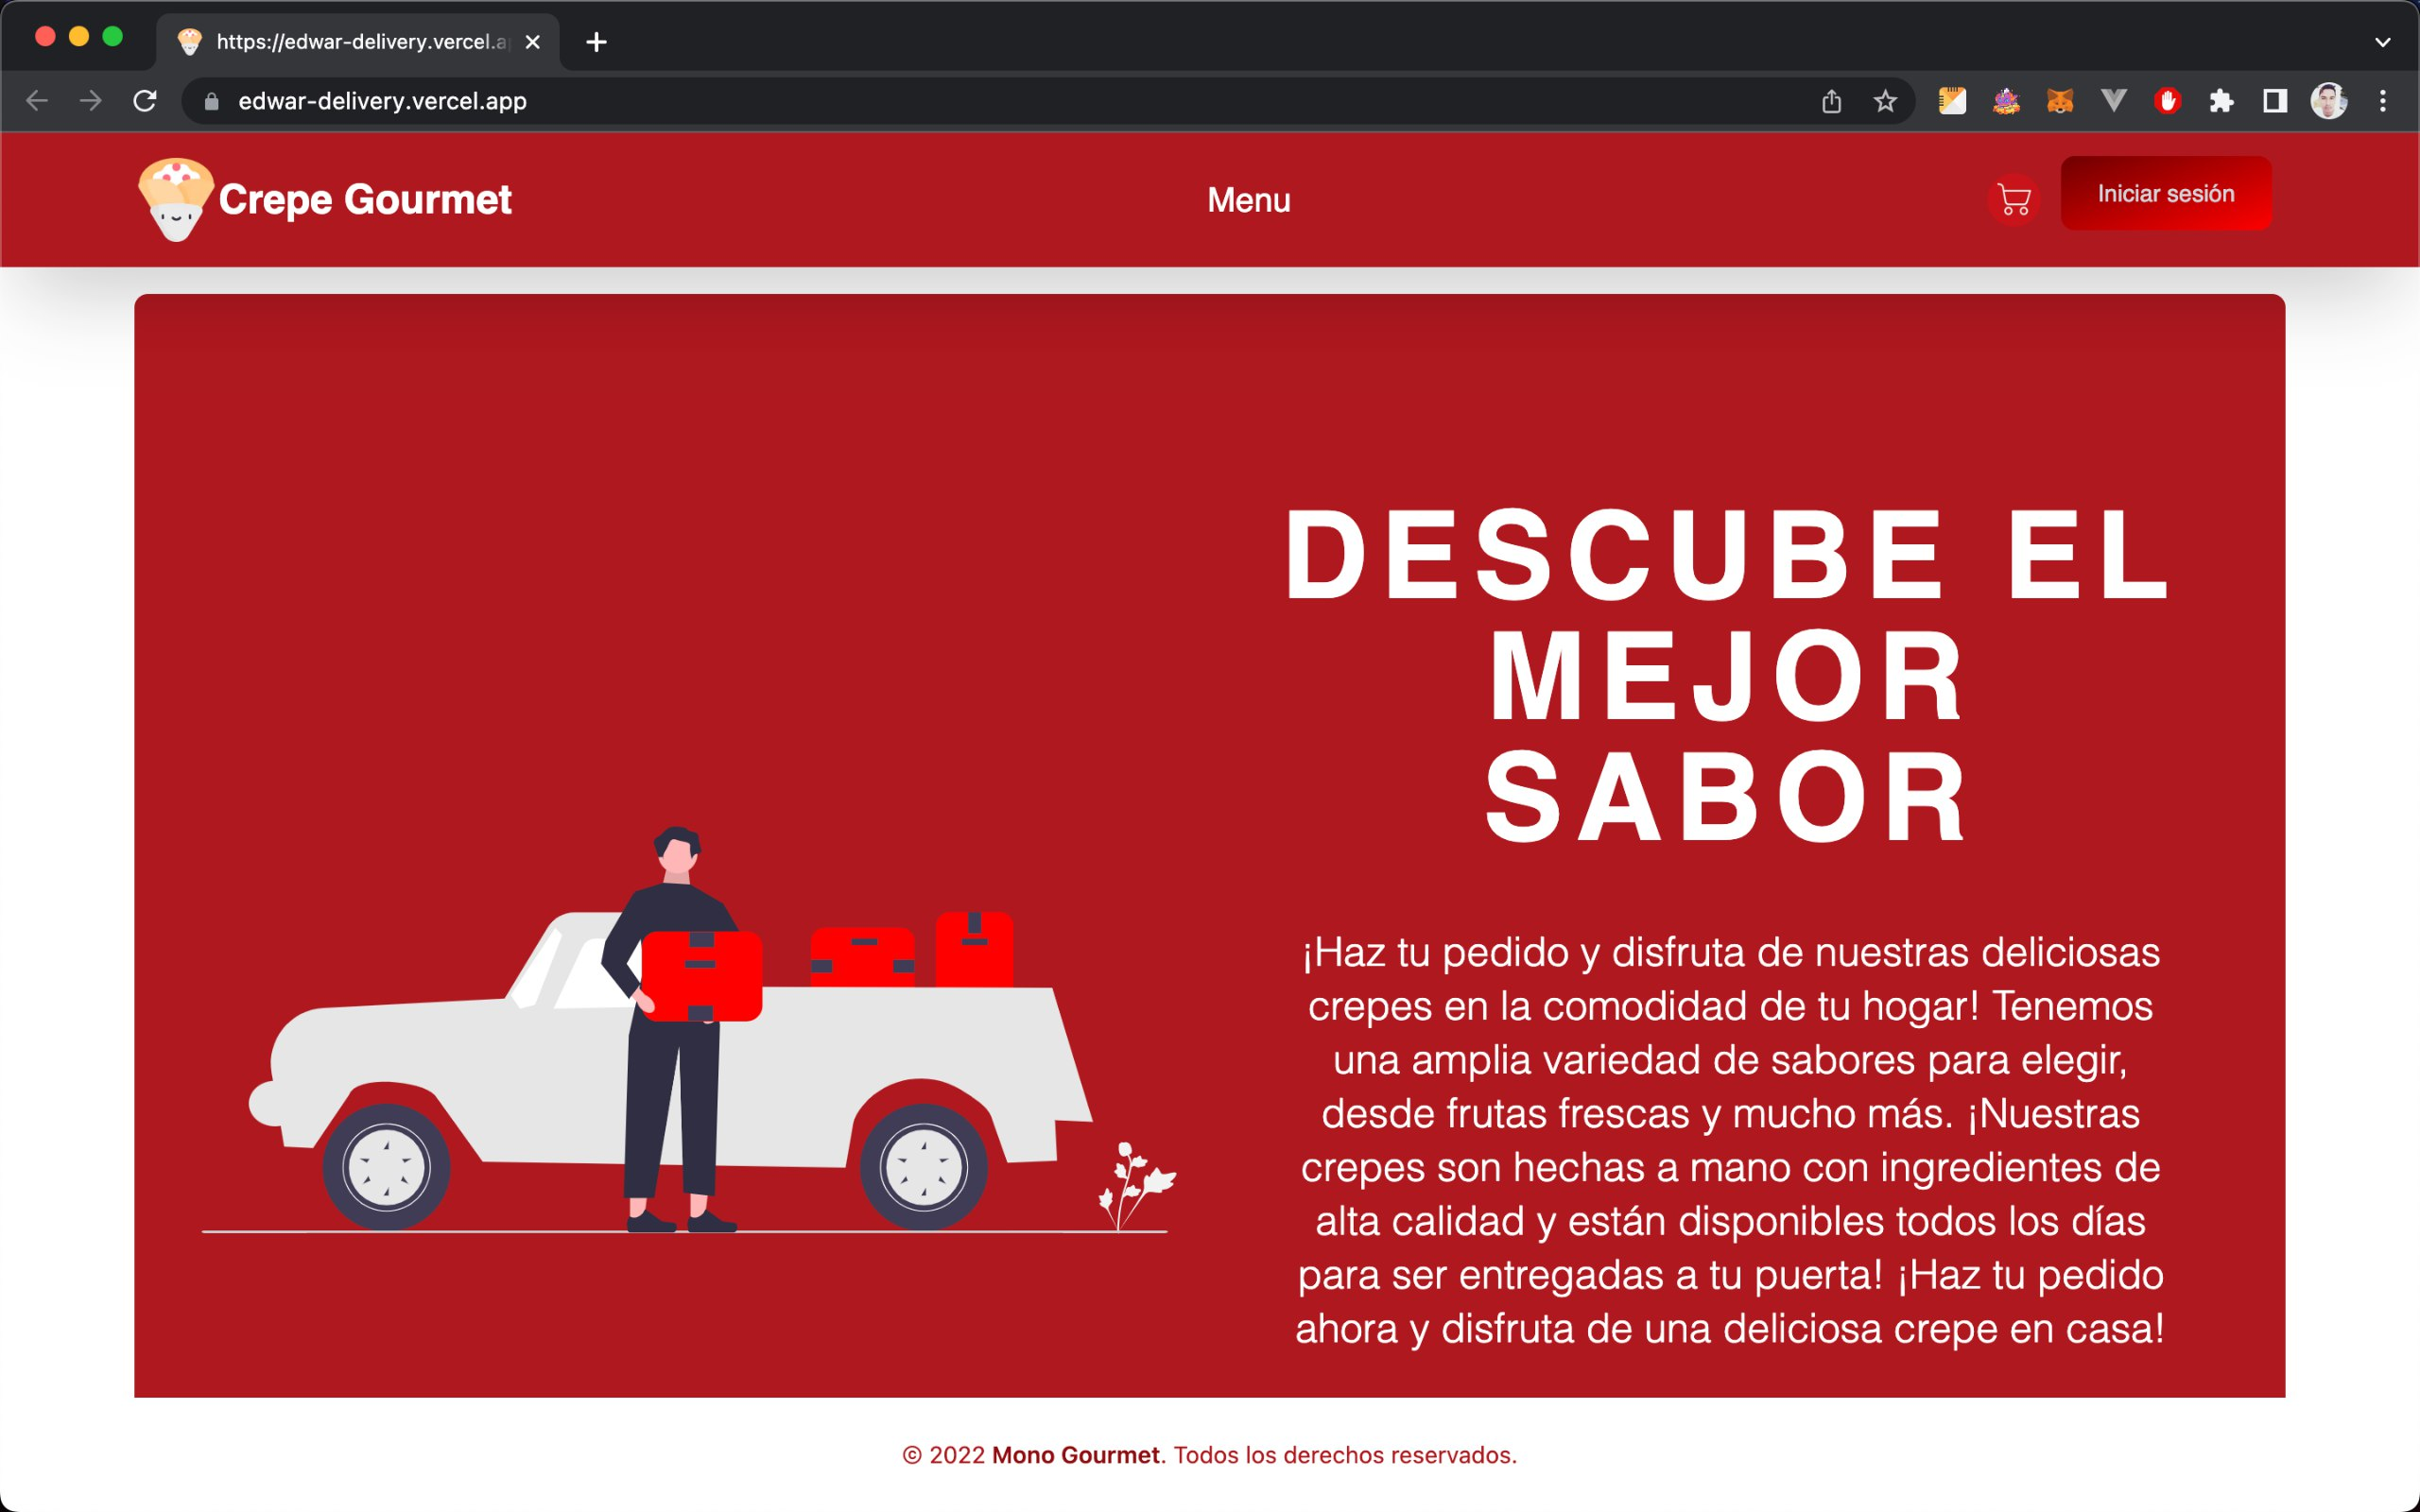 https://edwar-delivery.vercel.a
edwar-delivery.vercel.app
Crepe Gourmet
Menu
Iniciar sesión
DESCUBE EL
MEJOR
SABOR
¡Haz tu pedido y disfruta de nuestras deliciosas
crepes en la comodidad de tu hogar! Tenemos
una amplia variedad de sabores para elegir,
desde frutas frescas y mucho más. ¡Nuestras
crepes son hechas a mano con ingredientes de
alta calidad y están disponibles todos los días
para ser entregadas a tu puerta! ¡Haz tu pedido
ahora y disfruta de una deliciosa crepe en casa!
© 2022 Mono Gourmet. Todos los derechos reservados.